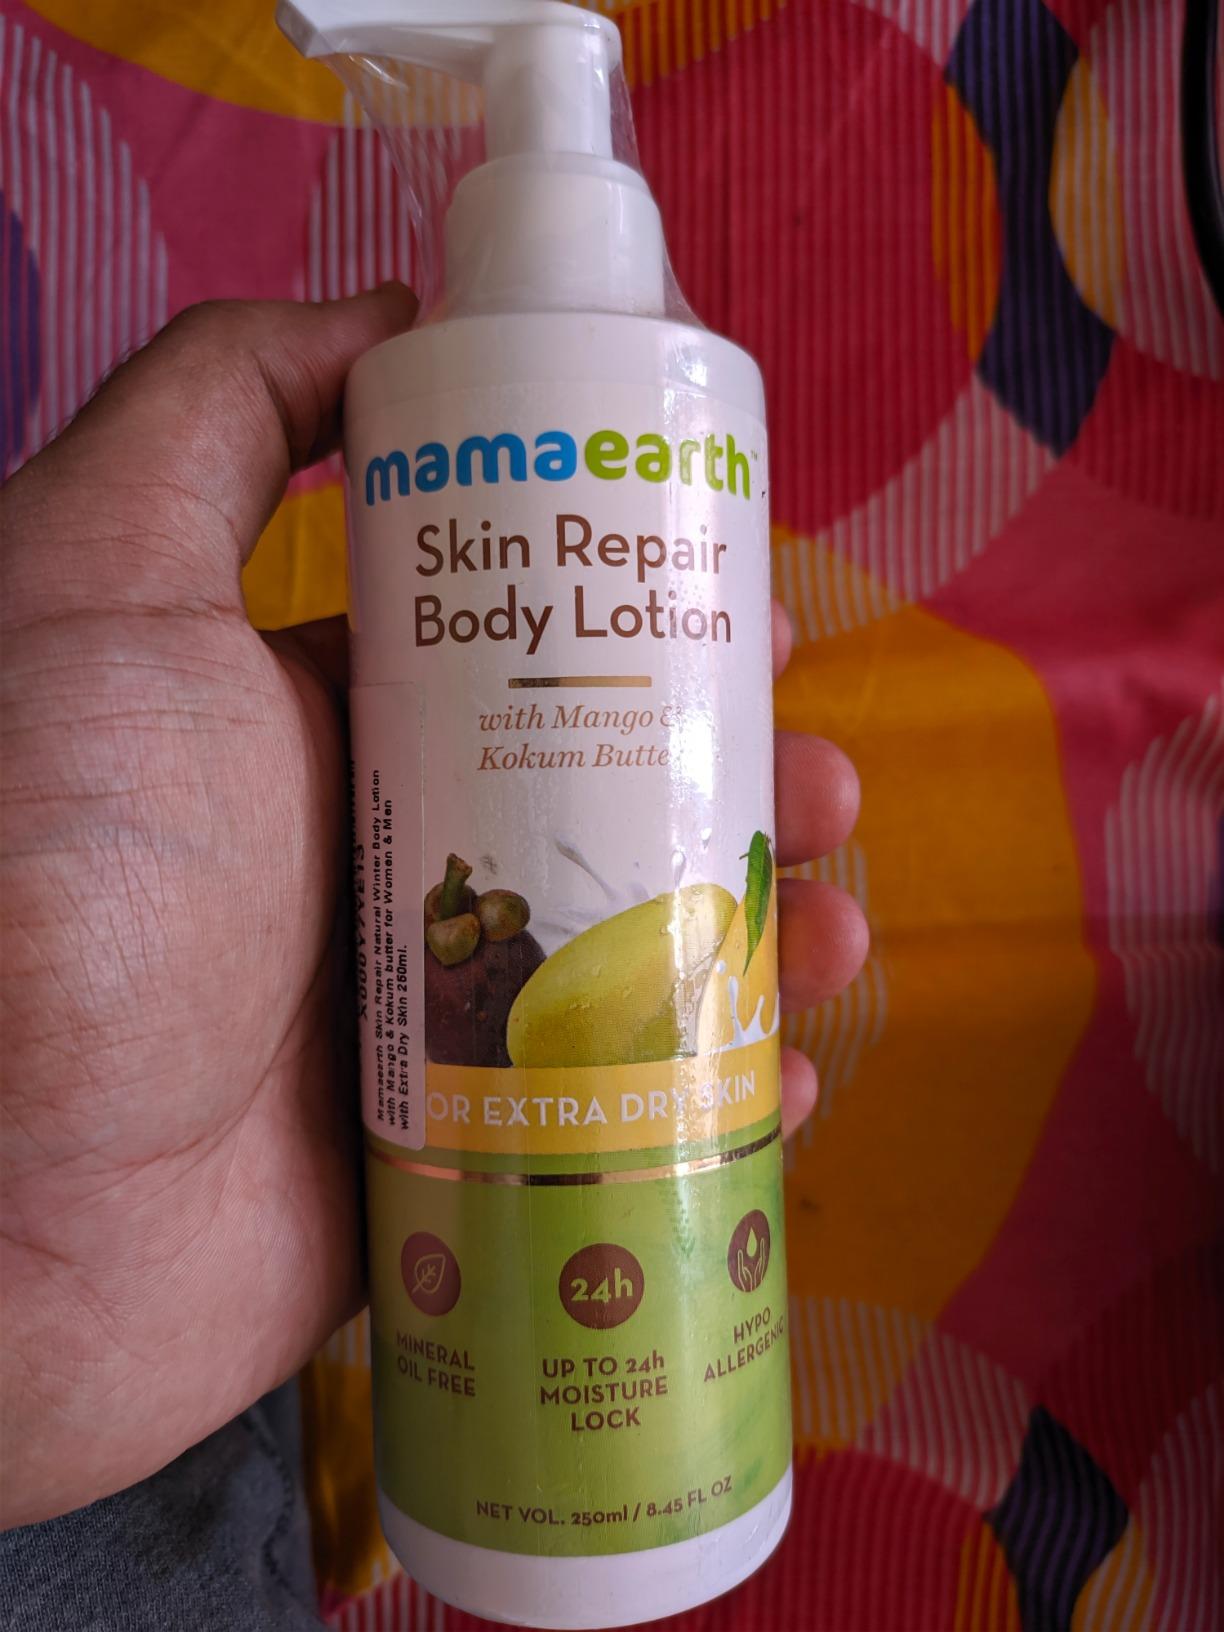 mamaearth™
Skin Repair
Body Lotion
with Mango &
Kokum Butte
OR EXTRA DRY SKIN
MINERAL
OIL FREE
24h
UP TO 24h
MOISTURE
LOCK
HYPO
ALLERGENIC
NET VOL. 250ml / 8.45 FL OZ
Mamaearth Skin Repair Natural Winter Body Lotion
with Mango & Kokum butter for Women & Men
with Extra Dry Skin 250ml.